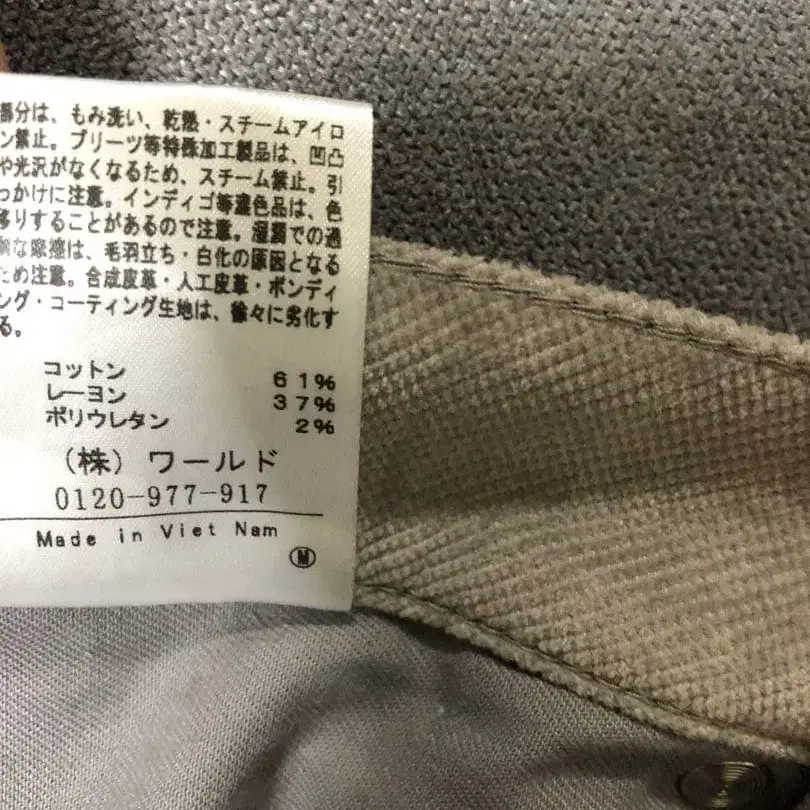 部分は、もみ洗い、乾熱・スチームアイロ
ン禁止。プリーツ等特殊加工製品は、凹凸
や光沢がなくなるため、スチーム禁止。引
っかけに注意。インディゴ等濃色品は、色
移りすることがあるので注意。湿潤での過
剰な摩擦は、毛羽立ち・白化の原因となる
ため注意。合成皮革・人工皮革・ボンディ
ング・コーティング生地は、徐々に劣化す
る。
コットン 61%
レーヨン 37%
ポリウレタン 2%
(株) ワールド
0120-977-917
Made in Viet Nam
M